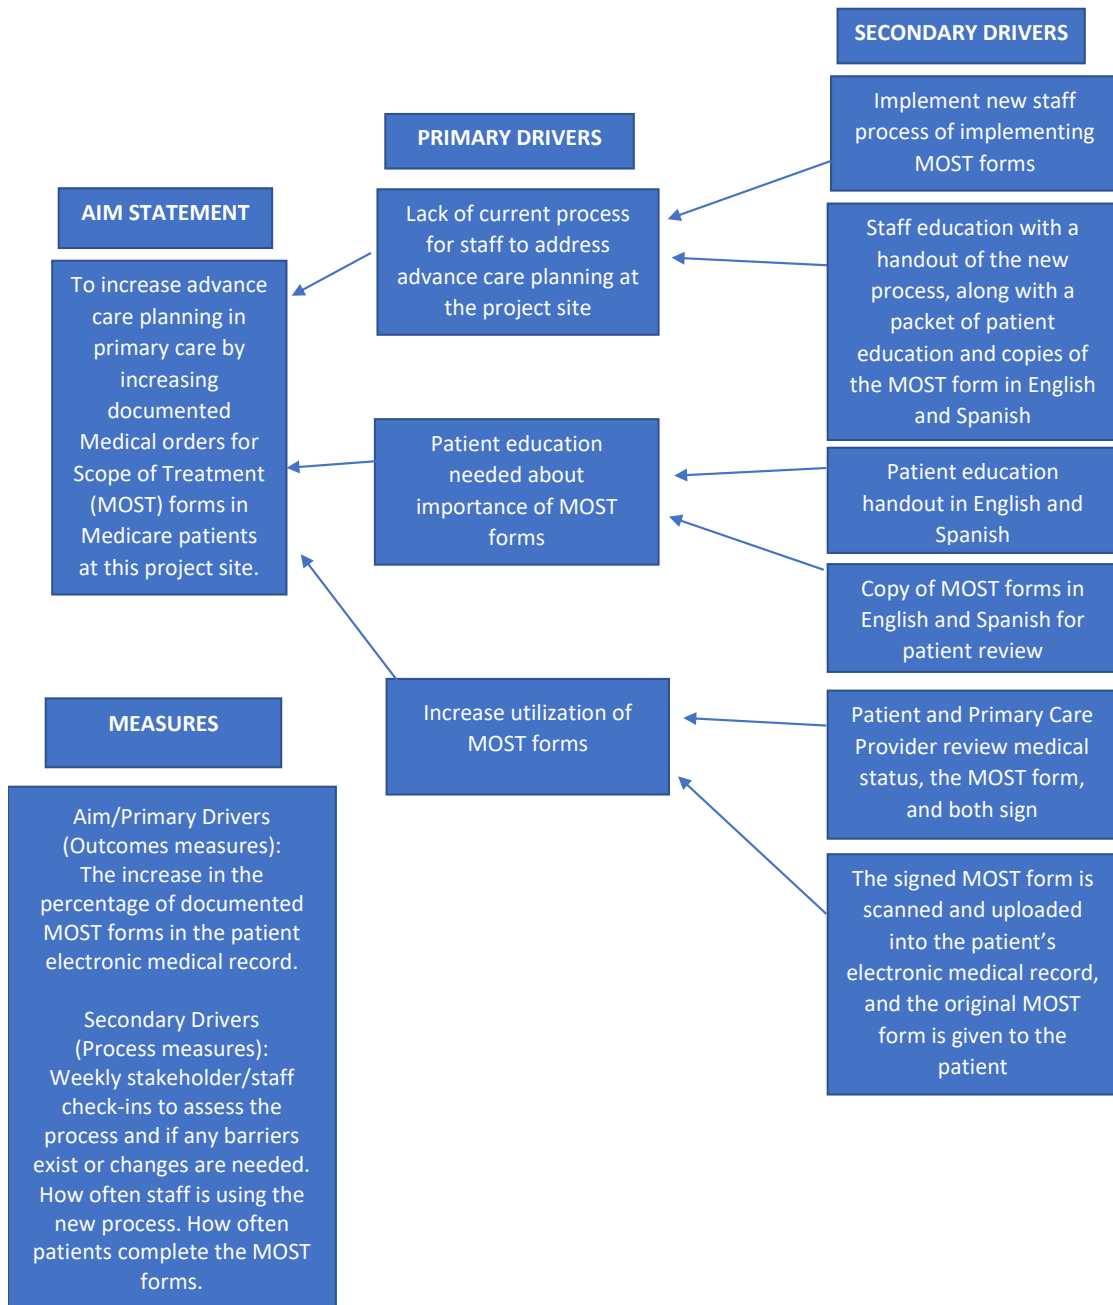 AIM STATEMENT
To increase advance
care planning in
primary care by
increasing
documented
Medical orders for
Scope of Treatment
(MOST) forms in
Medicare patients
at this project site.
MEASURES
Aim/Primary Drivers
(Outcomes measures):
The increase in the
percentage of documented
MOST forms in the patient
electronic medical record.
Secondary Drivers
(Process measures):
Weekly stakeholder/staff
check-ins to assess the
process and if any barriers
exist or changes are needed.
How often staff is using the
new process. How often
patients complete the MOST
forms.
PRIMARY DRIVERS
Lack of current process
for staff to address
advance care planning at
the project site
Patient education
needed about
importance of MOST
forms
Increase utilization of
MOST forms
SECONDARY DRIVERS
Implement new staff
process of implementing
MOST forms
Staff education with a
handout of the new
process, along with a
packet of patient
education and copies of
the MOST form in English
and Spanish
Patient education
handout in English and
Spanish
Copy of MOST forms in
English and Spanish for
patient review
Patient and Primary Care
Provider review medical
status, the MOST form,
and both sign
The signed MOST form is
scanned and uploaded
into the patient’s
electronic medical record,
and the original MOST
form is given to the
patient